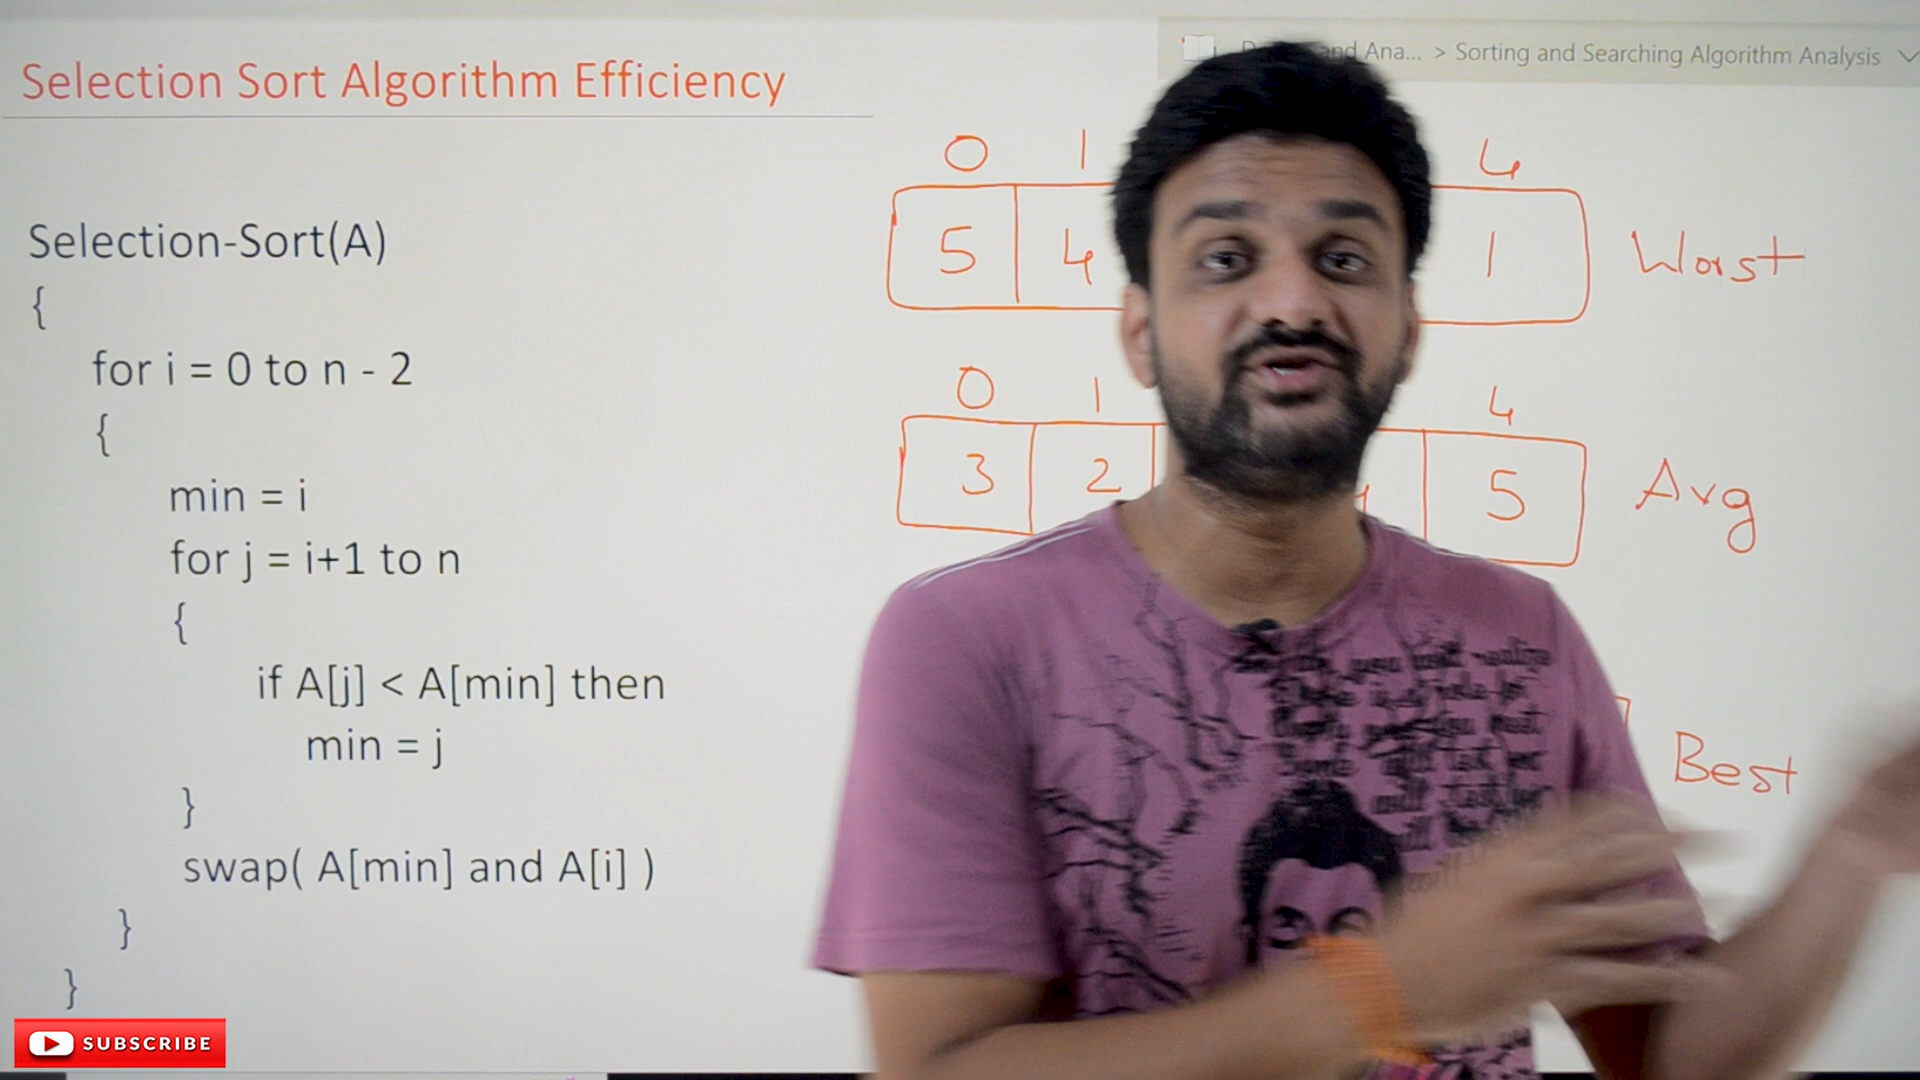 and Ana... > Sorting and Searching Algorithm Analysis
Selection Sort Algorithm Efficiency
Selection-Sort(A)
{
for i = 0 to n - 2
{
min = i
for j = i+1 to n
{
if A[j] < A[min] then
min = j
}
swap( A[min] and A[i] )
}
}
0 1 4
5 4 1 Worst
0 1 4
3 2 5 Avg
Best
SUBSCRIBE